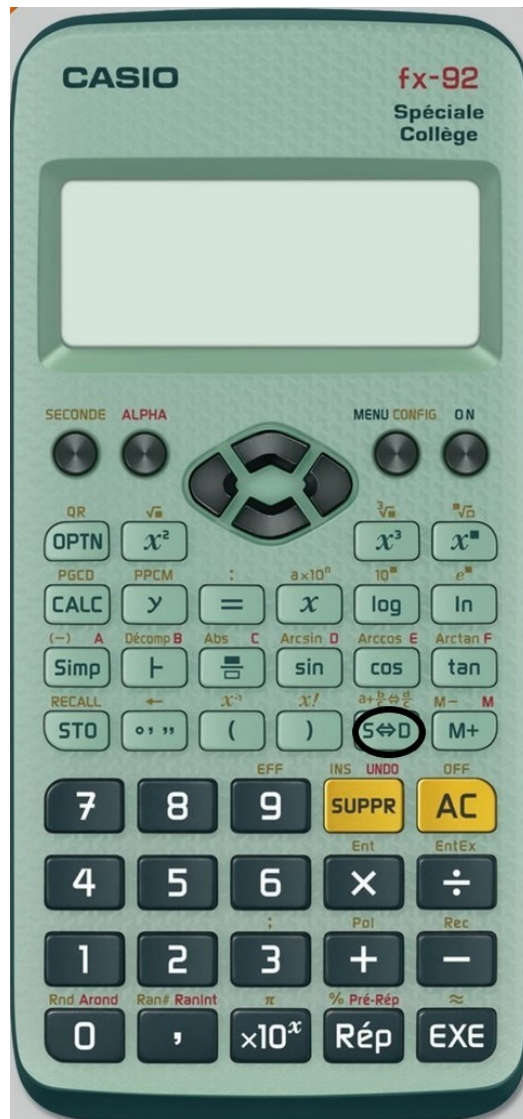 CASIO fx-92
Spéciale
Collège
SECONDE ALPHA MENU CONFIG ON
QR √■ ³√■ ■√□
OPTN x² x³ x■
PGCD PPCM : a×10ⁿ 10■ e■
CALC y = x log ln
(−) A Décomp B Abs C Arcsin D Arccos E Arctan F
Simp ⊢ sin cos tan
RECALL ← x⁻¹ x! a+b/c⇔d/c M− M
STO ° ’ ” ( ) S⇔D M+
EFF INS UNDO OFF
7 8 9 SUPPR AC
Ent EntEx
4 5 6 × ÷
; Pol Rec
1 2 3 + −
Rnd Arond Ran# RanInt π % Pré-Rép ≈
0 , ×10ˣ Rép EXE